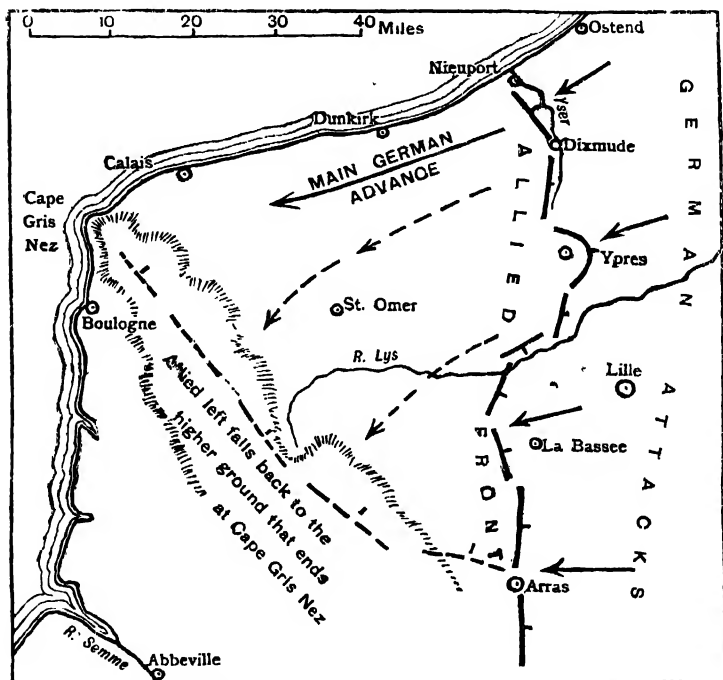 0 10 20 30 40 Miles
Ostend
Nieuport
Yser
Dunkirk
Dixmude
Calais
MAIN GERMAN
ADVANCE
Cape
Gris
Nez
Ypres
St. Omer
Boulogne
R. Lys
Lille
La Bassee
Allied left falls back to the
higher ground that ends
at Cape Gris Nez
Arras
R. Semme
Abbeville
ALLIED
FRONT
GERMAN
ATTACKS